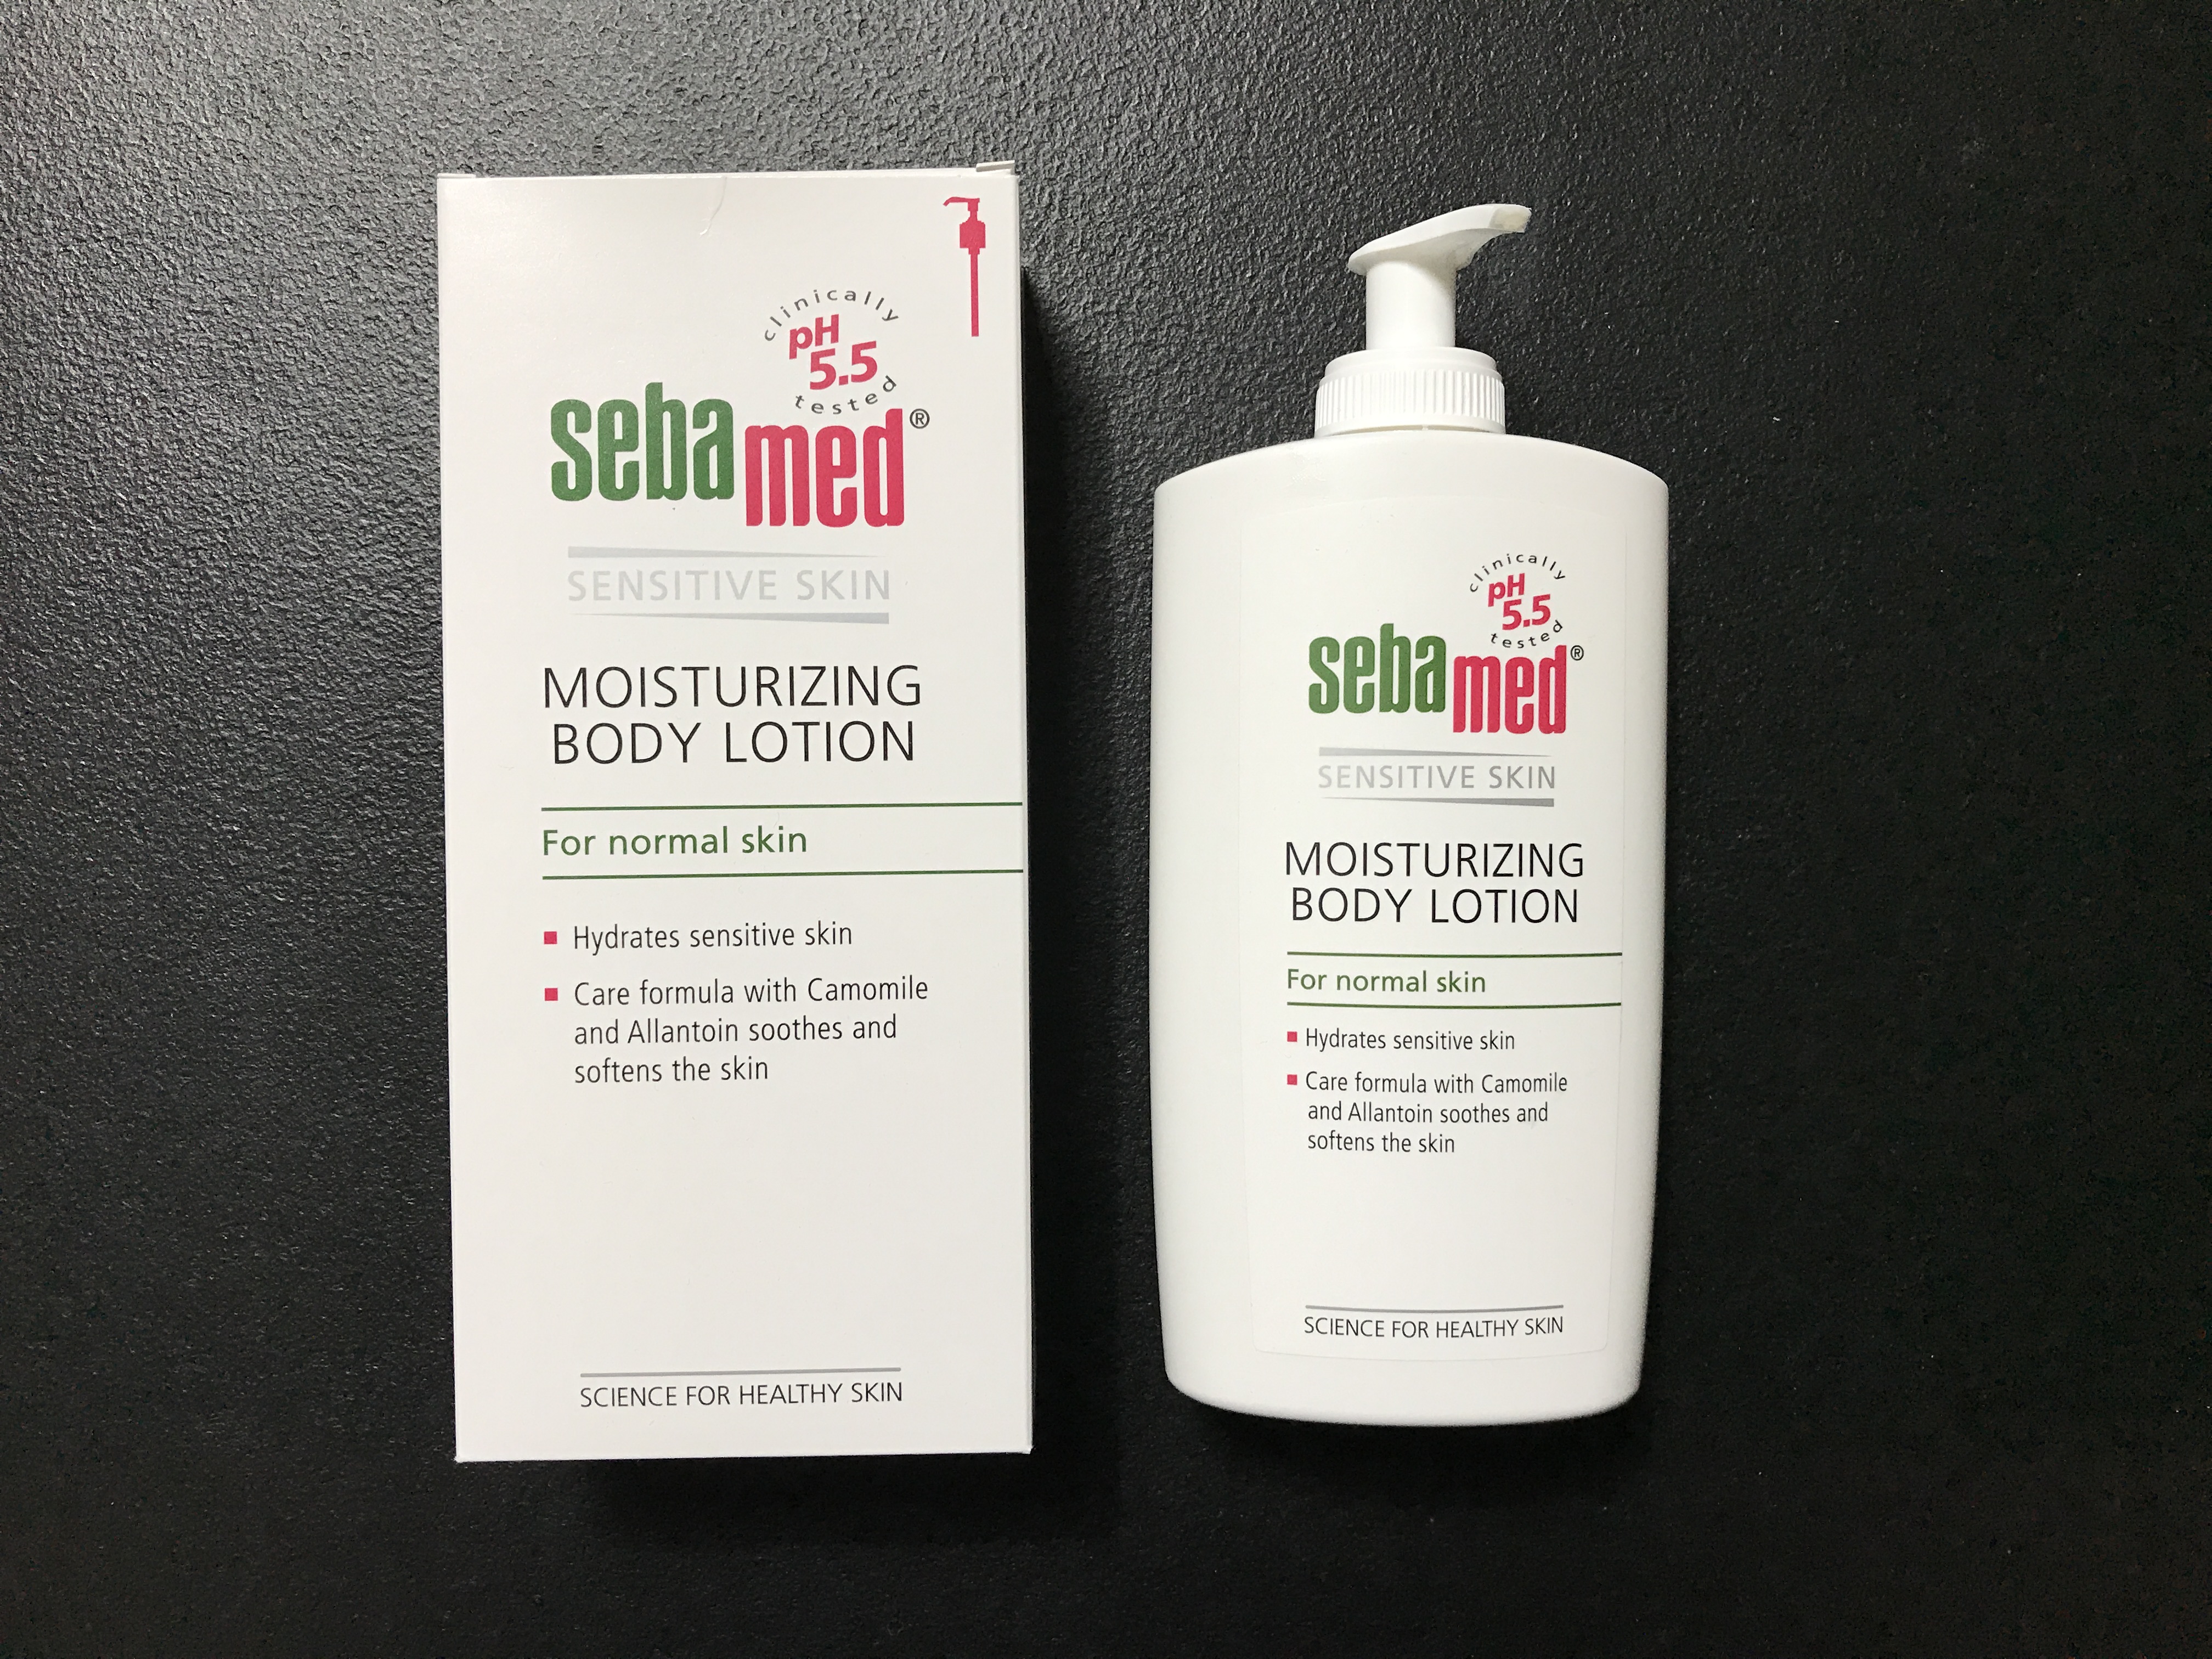 clinically
pH
5.5
tested
sebamed®
SENSITIVE SKIN
MOISTURIZING
BODY LOTION
For normal skin
Hydrates sensitive skin
Care formula with Camomile
and Allantoin soothes and
softens the skin
SCIENCE FOR HEALTHY SKIN
clinically
pH
5.5
tested
sebamed®
SENSITIVE SKIN
MOISTURIZING
BODY LOTION
For normal skin
Hydrates sensitive skin
Care formula with Camomile
and Allantoin soothes and
softens the skin
SCIENCE FOR HEALTHY SKIN